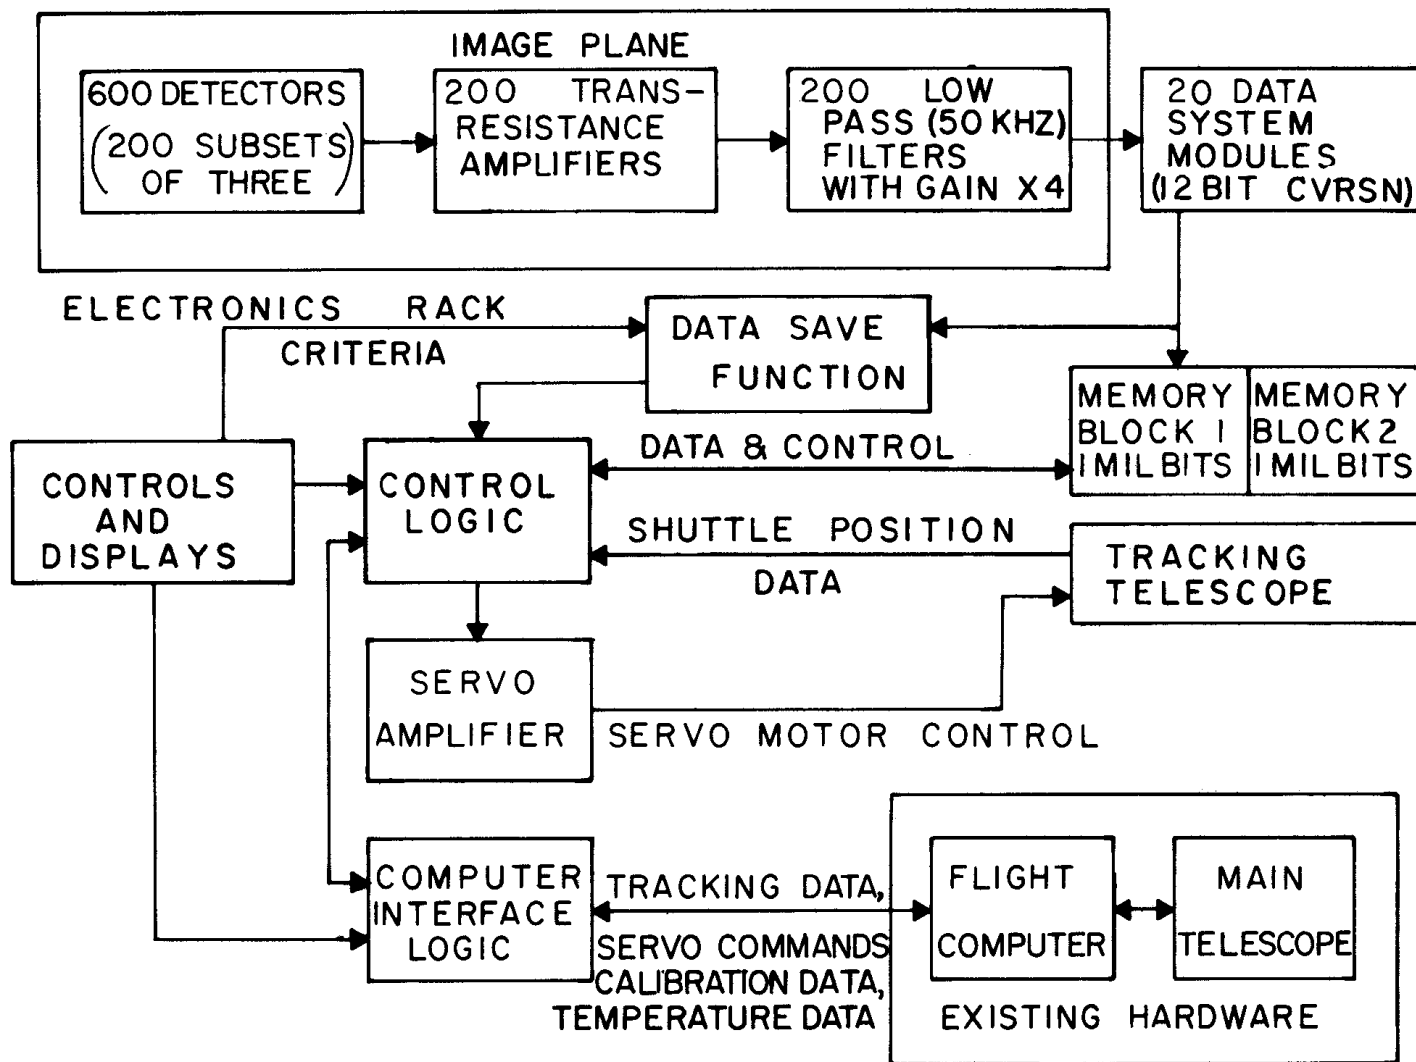 IMAGE PLANE
600 DETECTORS
(200 SUBSETS
OF THREE)
200 TRANS-
RESISTANCE
AMPLIFIERS
200 LOW
PASS (50 KHZ)
FILTERS
WITH GAIN X4
20 DATA
SYSTEM
MODULES
(12 BIT CVRSN)
ELECTRONICS RACK
CRITERIA
DATA SAVE
FUNCTION
MEMORY
BLOCK 1
1 MILBITS
MEMORY
BLOCK 2
1 MILBITS
CONTROLS
AND
DISPLAYS
CONTROL
LOGIC
DATA & CONTROL
SHUTTLE POSITION
DATA
TRACKING
TELESCOPE
SERVO
AMPLIFIER
SERVO MOTOR CONTROL
COMPUTER
INTERFACE
LOGIC
TRACKING DATA,
SERVO COMMANDS
CALIBRATION DATA,
TEMPERATURE DATA
FLIGHT
COMPUTER
MAIN
TELESCOPE
EXISTING HARDWARE